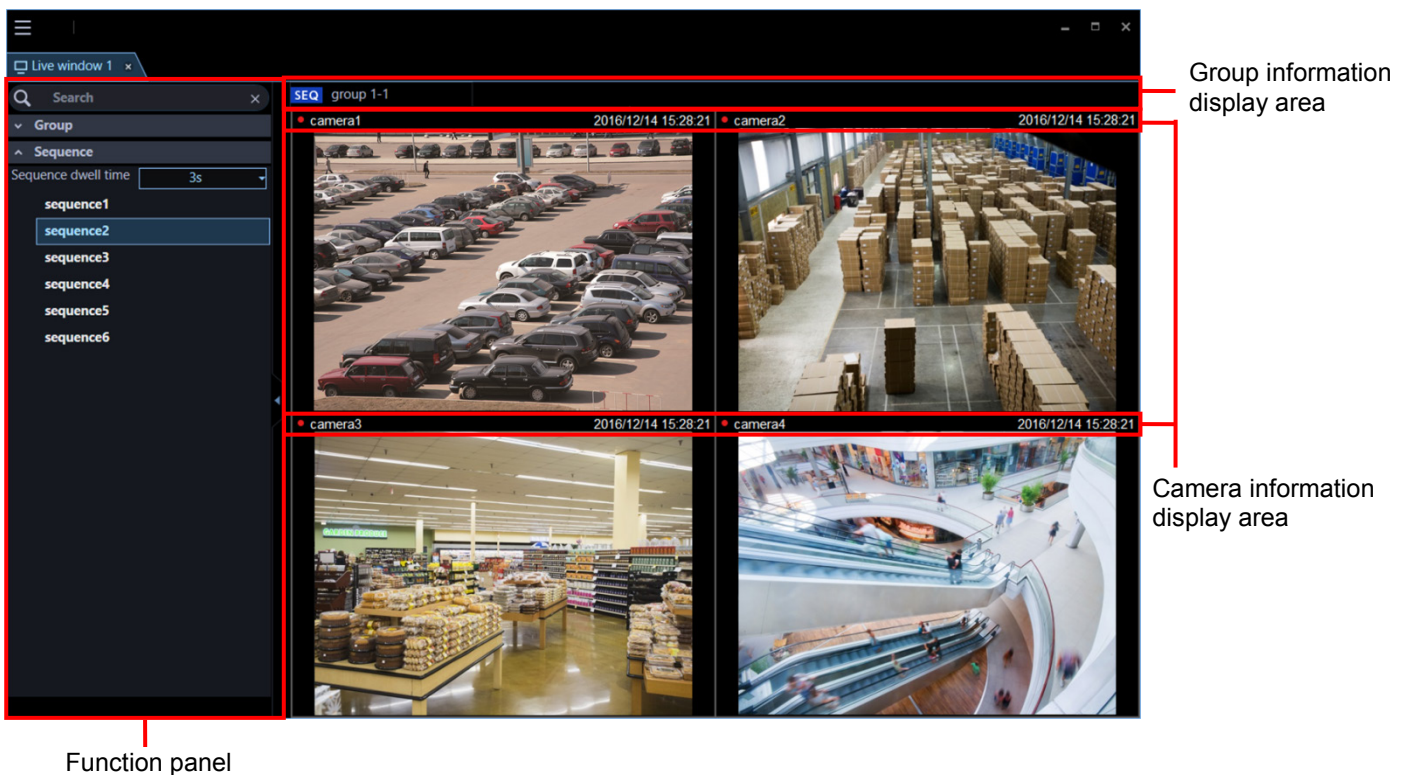 Live window 1
Search
Group
Sequence
Sequence dwell time 3s
sequence1
sequence2
sequence3
sequence4
sequence5
sequence6
SEQ group 1-1
camera1 2016/12/14 15:28:21
camera2 2016/12/14 15:28:21
camera3 2016/12/14 15:28:21
camera4 2016/12/14 15:28:21
Group information
display area
Camera information
display area
Function panel